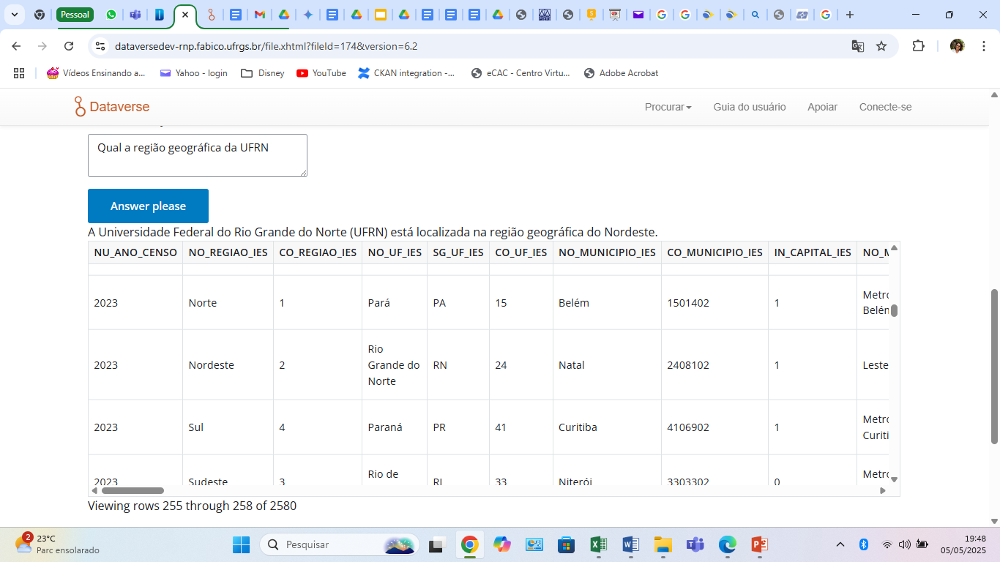 Pessoal
dataversedev-rnp.fabico.ufrgs.br/file.xhtml?fileId=174&version=6.2
Vídeos Ensinando a...
Yahoo - login
Disney
YouTube
CKAN integration -...
eCAC - Centro Virtu...
Adobe Acrobat
Dataverse
Procurar
Guia do usuário
Apoiar
Conecte-se
Qual a região geográfica da UFRN
Answer please
A Universidade Federal do Rio Grande do Norte (UFRN) está localizada na região geográfica do Nordeste.
NU_ANO_CENSO NO_REGIAO_IES CO_REGIAO_IES NO_UF_IES SG_UF_IES CO_UF_IES NO_MUNICIPIO_IES CO_MUNICIPIO_IES IN_CAPITAL_IES
2023 Norte 1 Pará PA 15 Belém 1501402 1 Metro
Belém
2023 Nordeste 2 Rio
Grande do
Norte RN 24 Natal 2408102 1 Leste
2023 Sul 4 Paraná PR 41 Curitiba 4106902 1 Metro
Curiti
2023 Sudeste 3 Rio de RJ 33 Niterói 3303302 0 Metro
Viewing rows 255 through 258 of 2580
2
23°C
Parc ensolarado
Pesquisar
19:48
05/05/2025